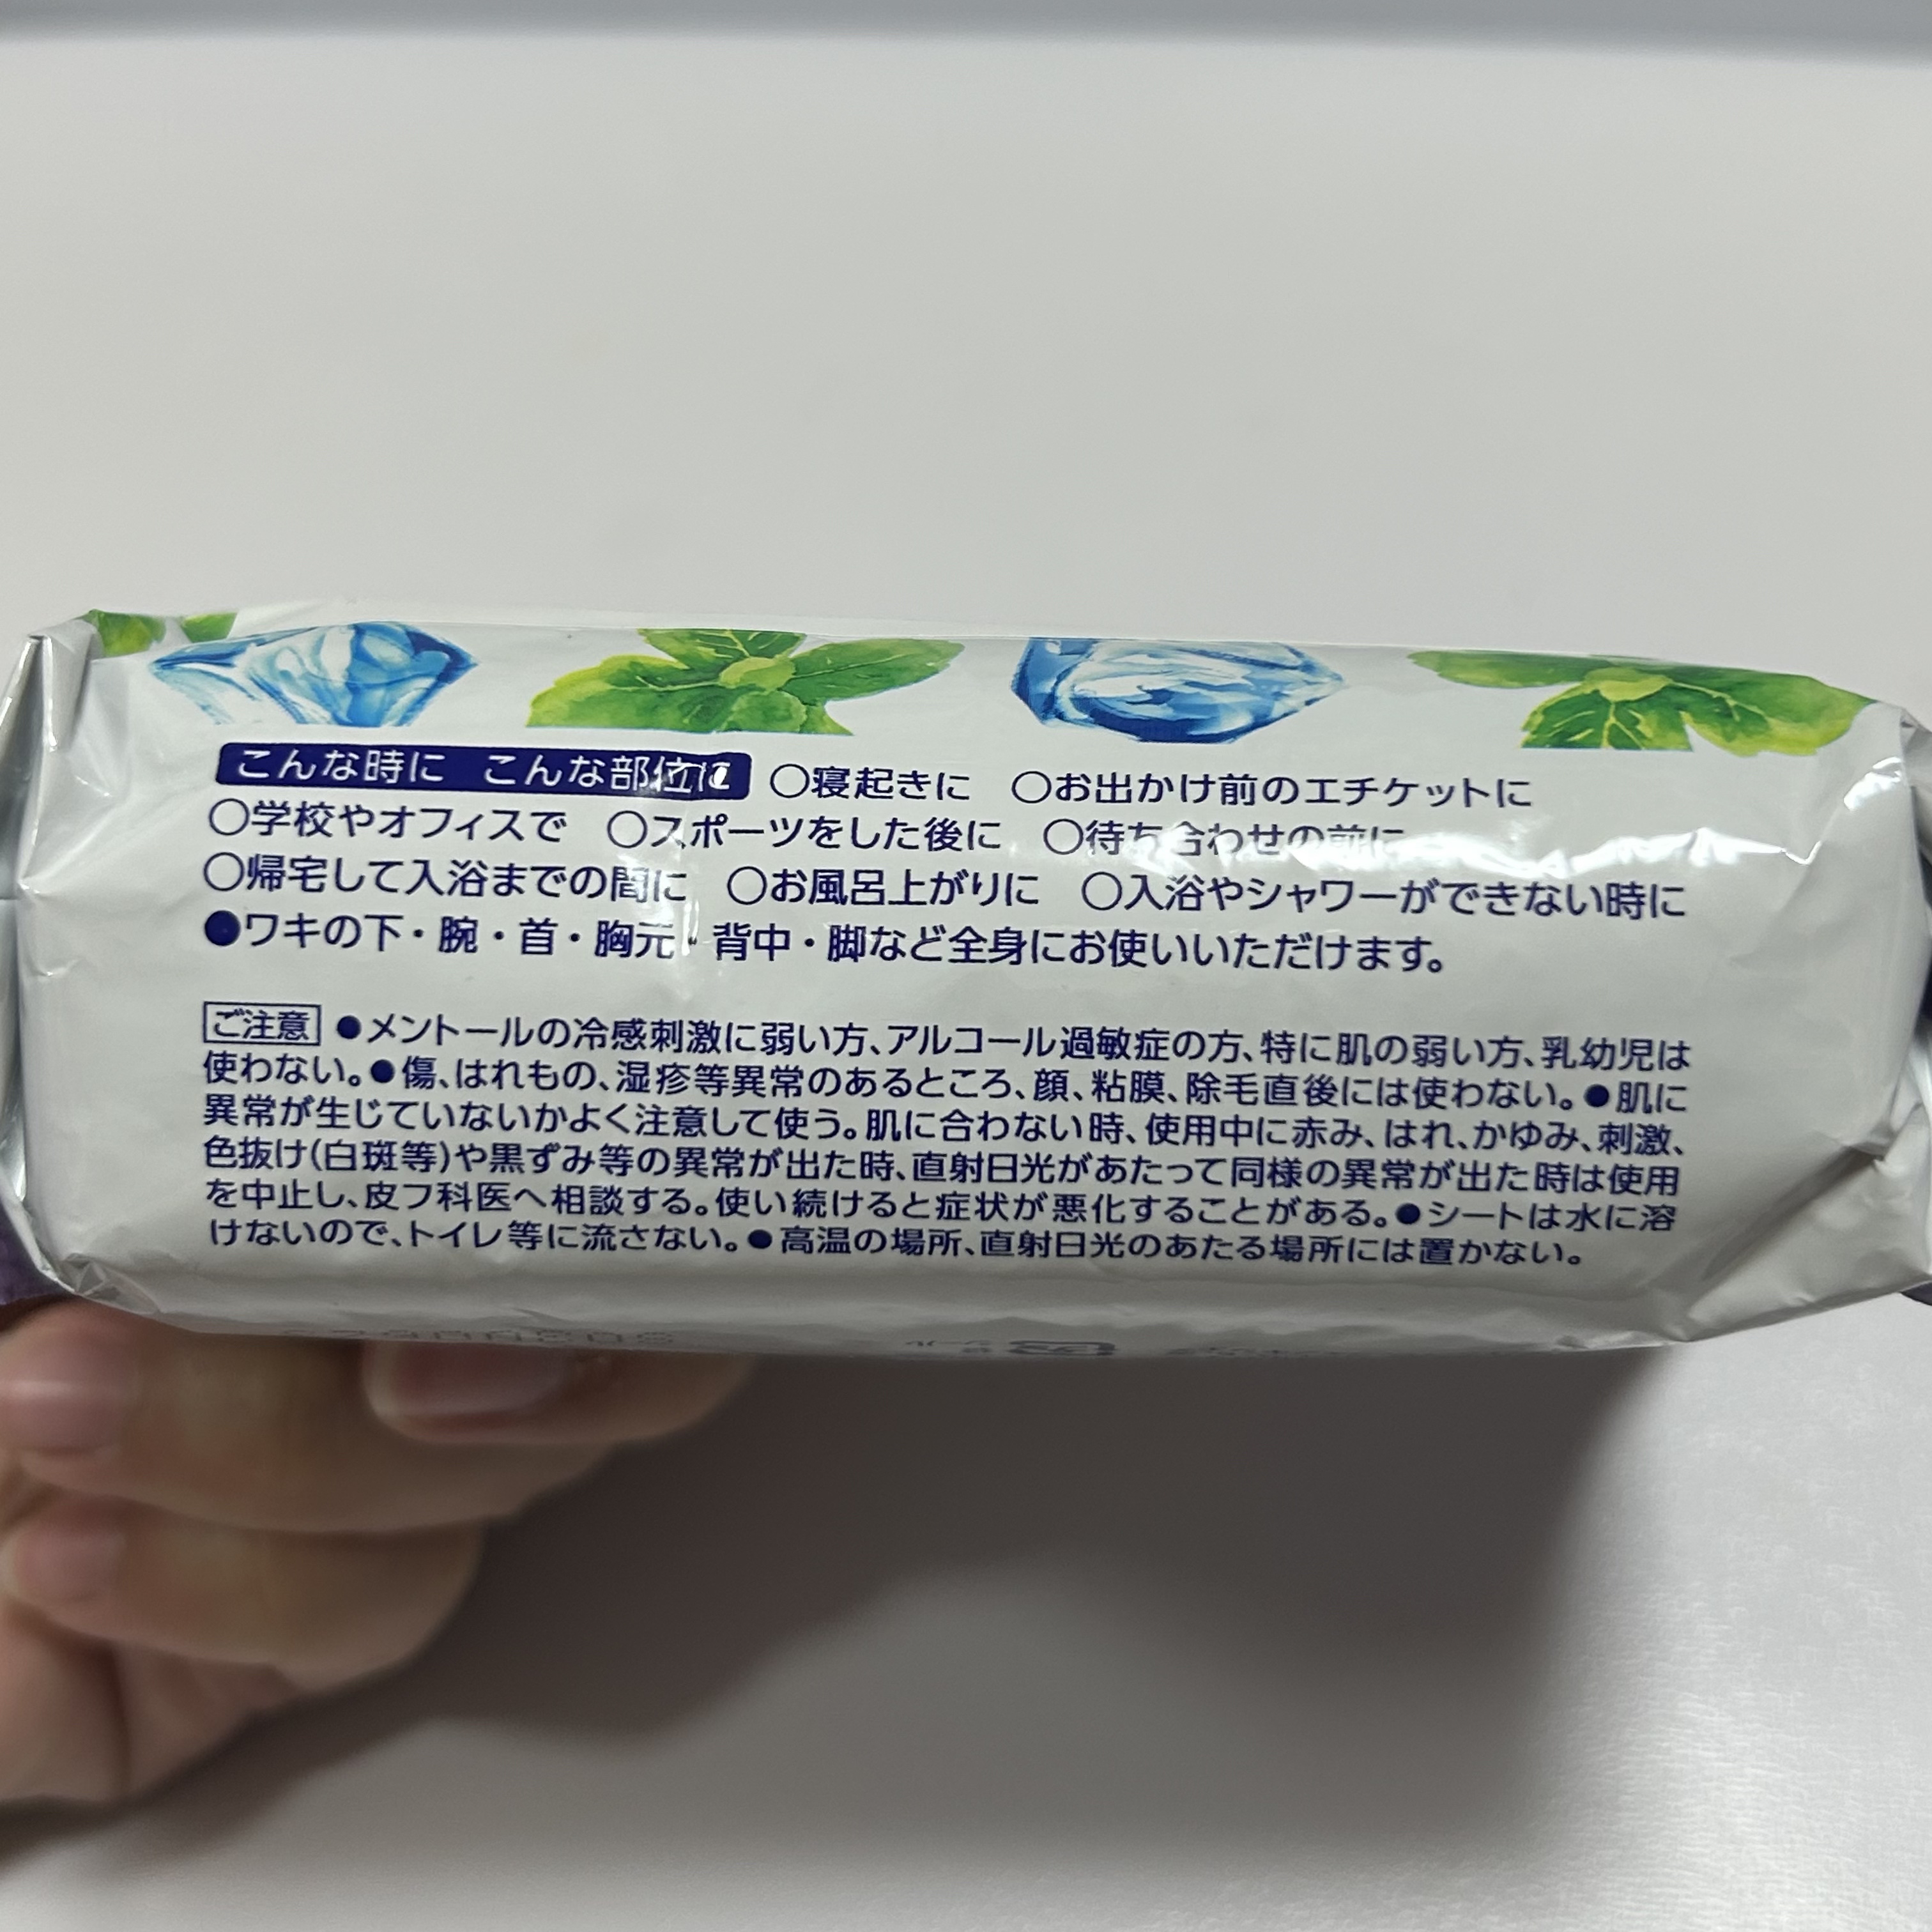 こんな時に こんな部位に ○寝起きに ○お出かけ前のエチケットに
○学校やオフィスで ○スポーツをした後に ○待ち合わせの前に
○帰宅して入浴までの間に ○お風呂上がりに ○入浴やシャワーができない時に
●ワキの下・腕・首・胸元・背中・脚など全身にお使いいただけます。
ご注意 ●メントールの冷感刺激に弱い方、アルコール過敏症の方、特に肌の弱い方、乳幼児は
使わない。●傷、はれもの、湿疹等異常のあるところ、顔、粘膜、除毛直後には使わない。●肌に
異常が生じていないかよく注意して使う。肌に合わない時、使用中に赤み、はれ、かゆみ、刺激、
色抜け(白斑等)や黒ずみ等の異常が出た時、直射日光があたって同様の異常が出た時は使用
を中止し、皮フ科医へ相談する。使い続けると症状が悪化することがある。●シートは水に溶
けないので、トイレ等に流さない。●高温の場所、直射日光のあたる場所には置かない。